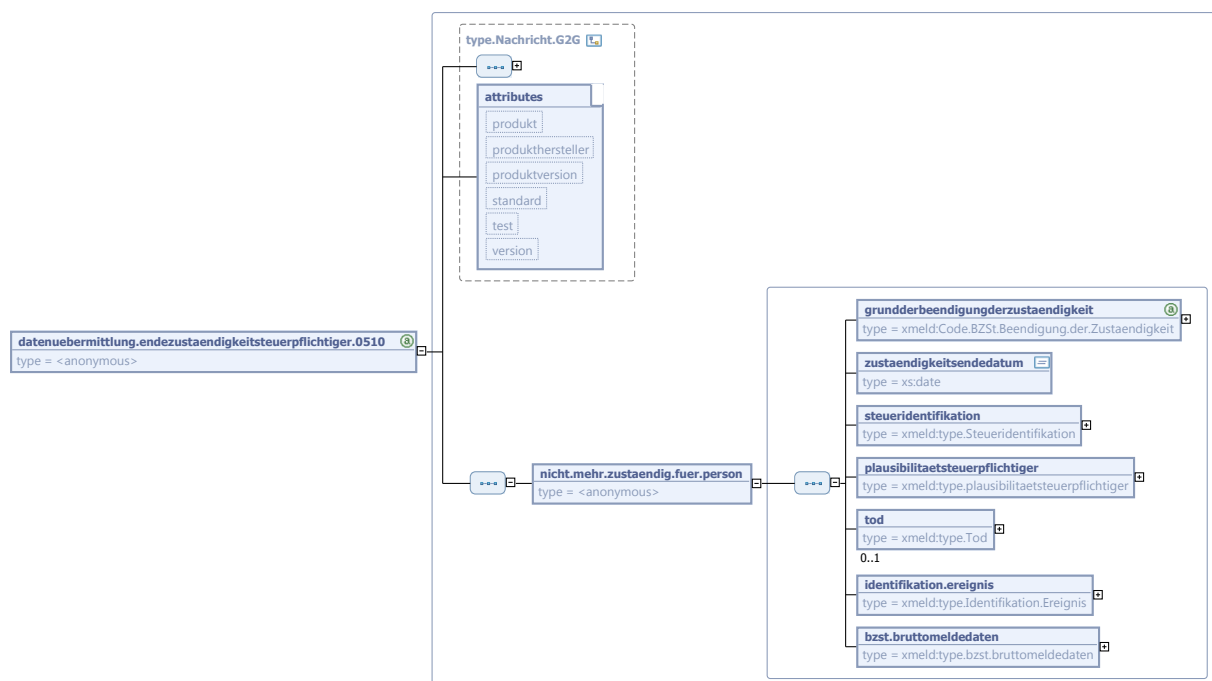 type.Nachricht.G2G
attributes
produkt
produkthersteller
produktversion
standard
test
version
datenuebermittlung.endezustaendigkeitsteuerpflichtiger.0510
type = <anonymous>
nicht.mehr.zustaendig.fuer.person
type = <anonymous>
grundderbeendigungderzustaendigkeit
type = xmeld:Code.BZSt.Beendigung.der.Zustaendigkeit
zustaendigkeitsendedatum
type = xs:date
steueridentifikation
type = xmeld:type.Steueridentifikation
plausibilitaetsteuerpflichtiger
type = xmeld:type.plausibilitaetsteuerpflichtiger
tod
type = xmeld:type.Tod
0..1
identifikation.ereignis
type = xmeld:type.Identifikation.Ereignis
bzst.bruttomeldedaten
type = xmeld:type.bzst.bruttomeldedaten